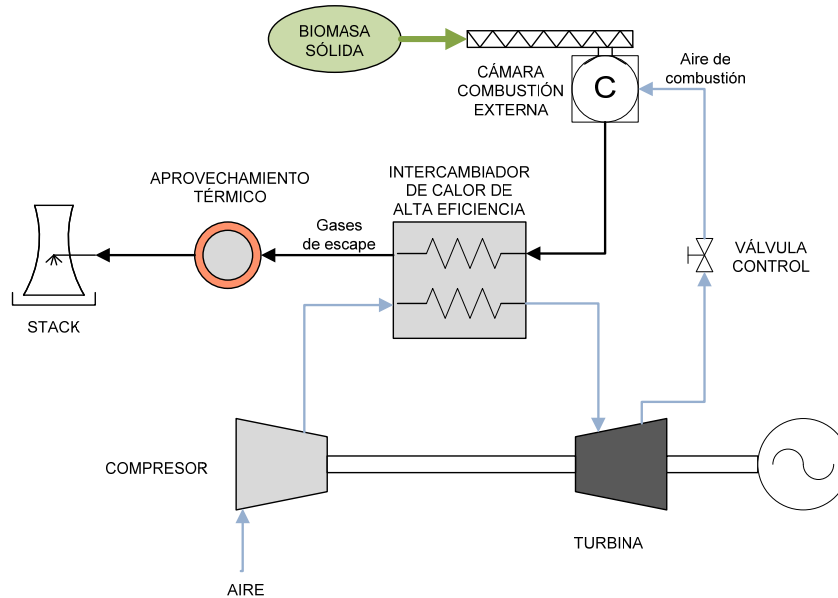 BIOMASA
SÓLIDA
Aire de
combustión
CÁMARA
COMBUSTIÓN
EXTERNA
C
INTERCAMBIADOR
DE CALOR DE
ALTA EFICIENCIA
APROVECHAMIENTO
TÉRMICO
Gases
de escape
VÁLVULA
CONTROL
STACK
COMPRESOR
TURBINA
AIRE